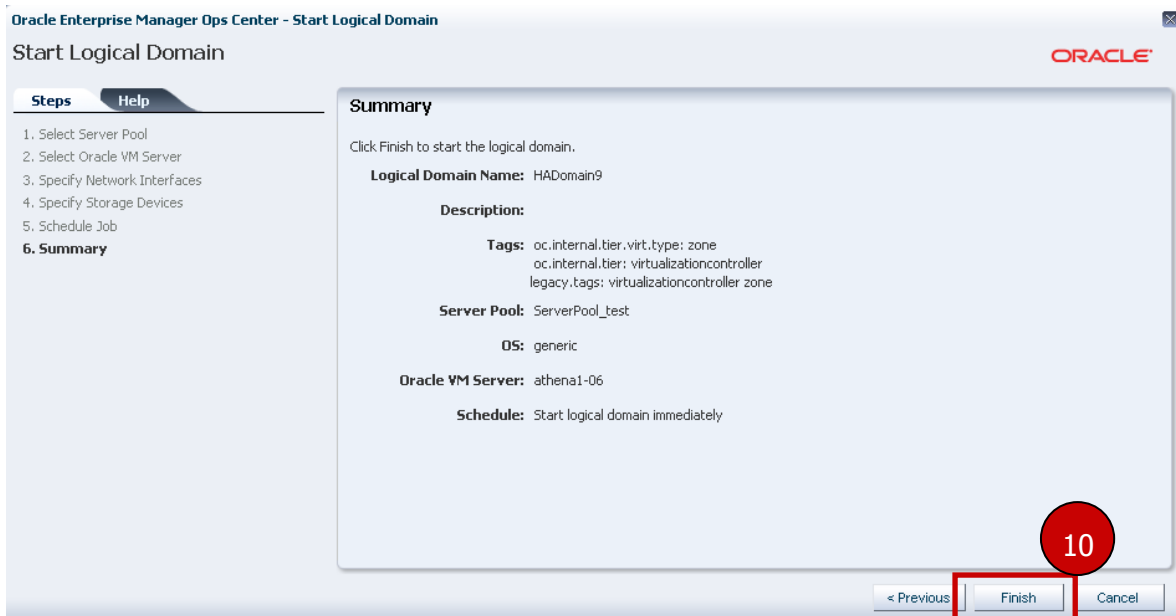 Oracle Enterprise Manager Ops Center - Start Logical Domain
Start Logical Domain
ORACLE
Steps Help
1. Select Server Pool
2. Select Oracle VM Server
3. Specify Network Interfaces
4. Specify Storage Devices
5. Schedule Job
6. Summary
Summary
Click Finish to start the logical domain.
Logical Domain Name: HADomain9
Description:
Tags: oc.internal.tier.virt.type: zone
oc.internal.tier: virtualizationcontroller
legacy.tags: virtualizationcontroller zone
Server Pool: ServerPool_test
OS: generic
Oracle VM Server: athena1-06
Schedule: Start logical domain immediately
10
< Previous Finish Cancel